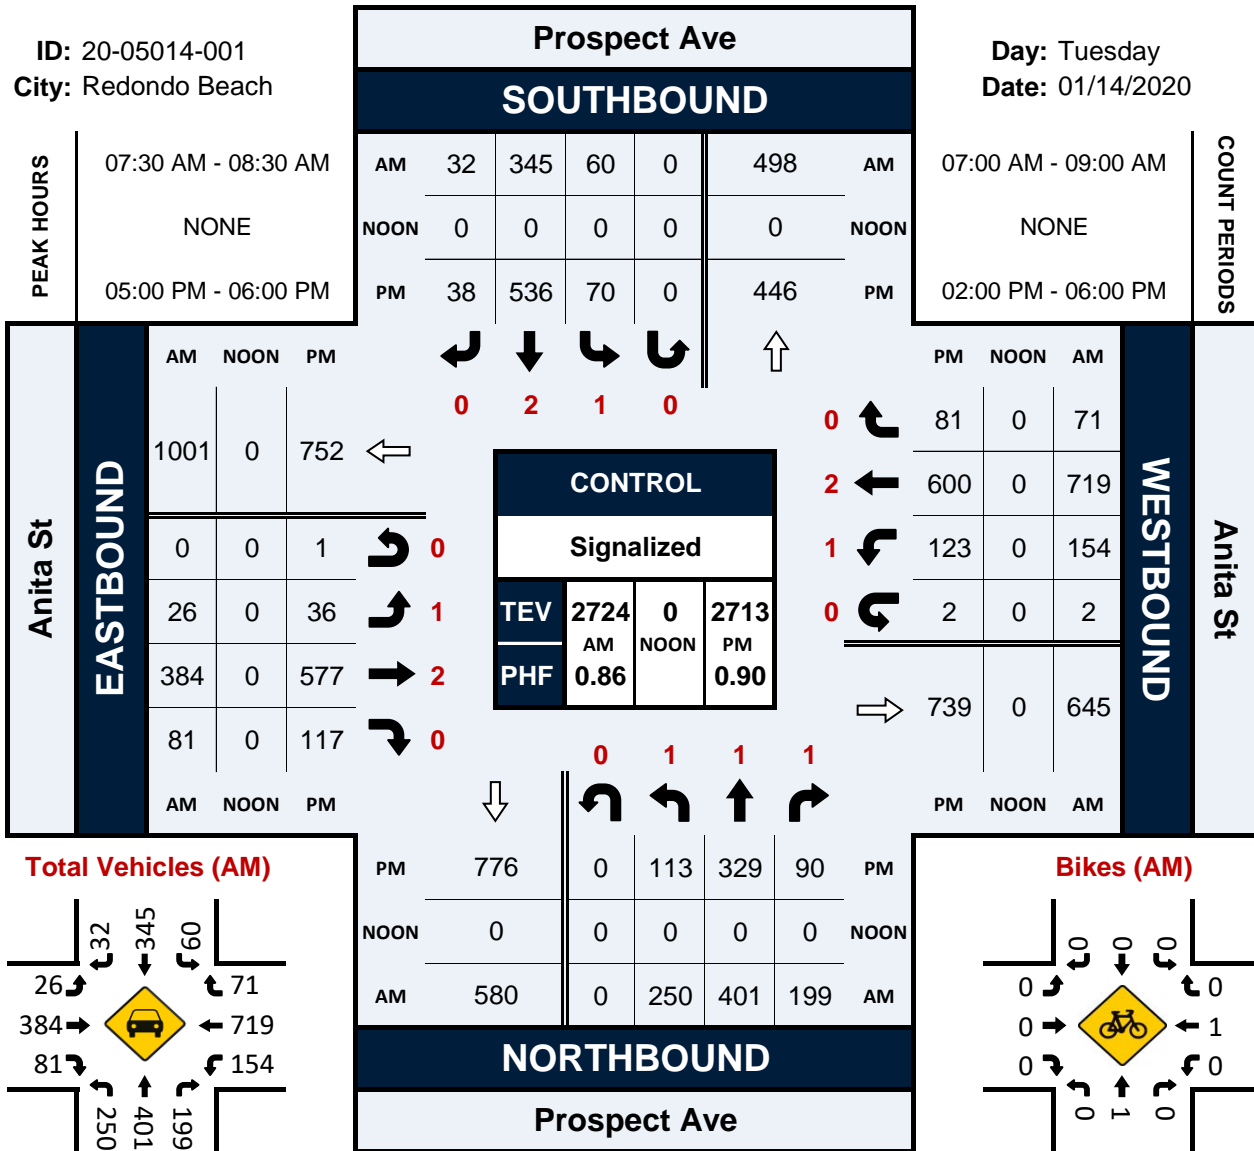 ID: 20-05014-001
City: Redondo Beach
Prospect Ave
SOUTHBOUND
Day: Tuesday
Date: 01/14/2020
PEAK HOURS
07:30 AM - 08:30 AM
NONE
05:00 PM - 06:00 PM
AM 32 345 60 0 498 AM
NOON 0 0 0 0 0 NOON
PM 38 536 70 0 446 PM
07:00 AM - 09:00 AM
NONE
02:00 PM - 06:00 PM
COUNT PERIODS
0 2 1 0
Anita St
EASTBOUND
AM NOON PM
1001 0 752
0 0 1 0
26 0 36 1
384 0 577 2
81 0 117 0
AM NOON PM
CONTROL
Signalized
TEV 2724 0 2713
AM NOON PM
PHF 0.86 0.90
PM NOON AM
0 81 0 71
2 600 0 719
1 123 0 154
0 2 0 2
739 0 645
PM NOON AM
WESTBOUND
Anita St
0 1 1 1
PM 776 0 113 329 90 PM
NOON 0 0 0 0 0 NOON
AM 580 0 250 401 199 AM
NORTHBOUND
Prospect Ave
Total Vehicles (AM)
32 345 60
26 71
384 719
81 154
250 401 199
Bikes (AM)
0 0 0
0 0
0 1
0 0
0 1 0